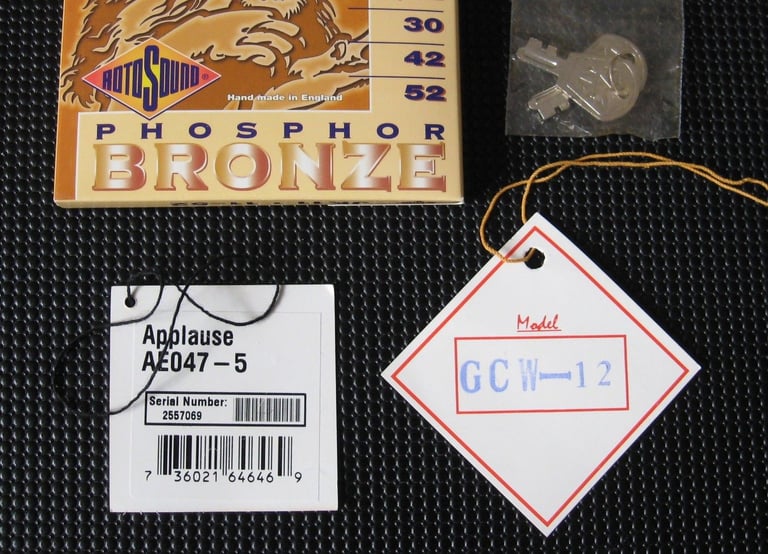 30
42
52
ROTOSOUND®
Hand made in England
PHOSPHOR
BRONZE
Applause
AE047-5
Serial Number:
2557069
7 36021 64646 9
Model
GCW-12